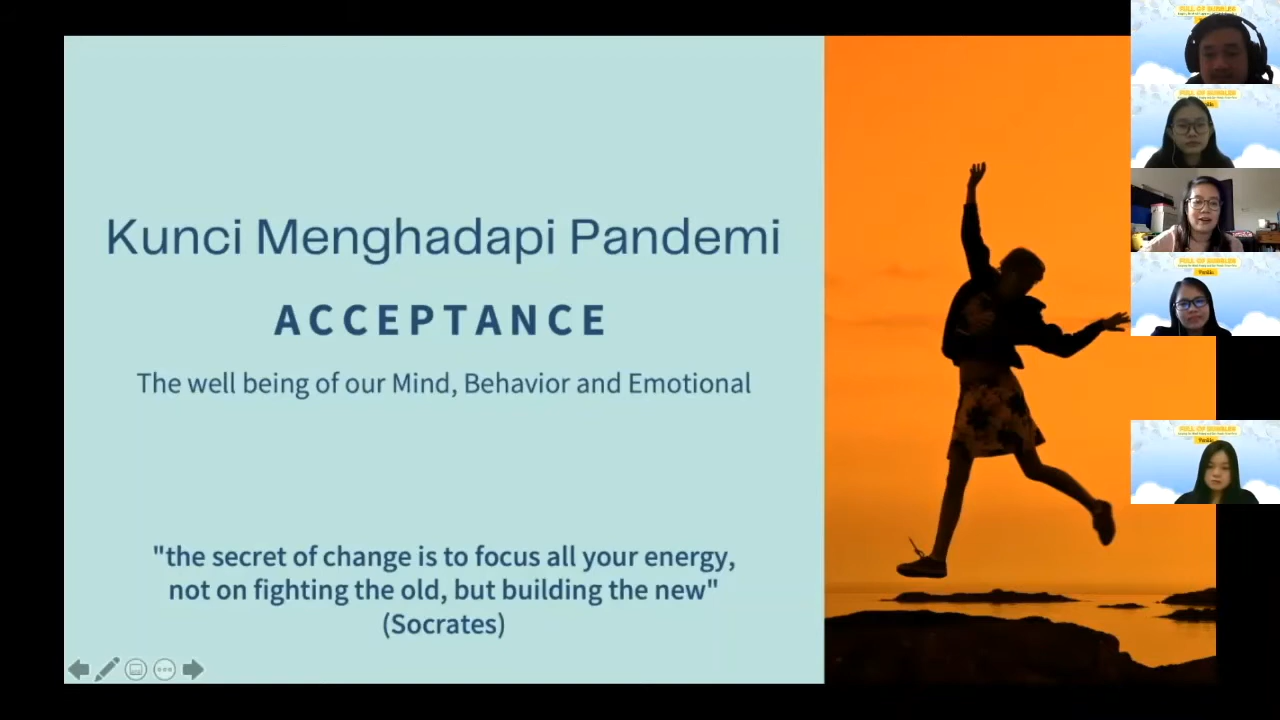 Kunci Menghadapi Pandemi
ACCEPTANCE
The well being of our Mind, Behavior and Emotional
"the secret of change is to focus all your energy,
not on fighting the old, but building the new"
(Socrates)